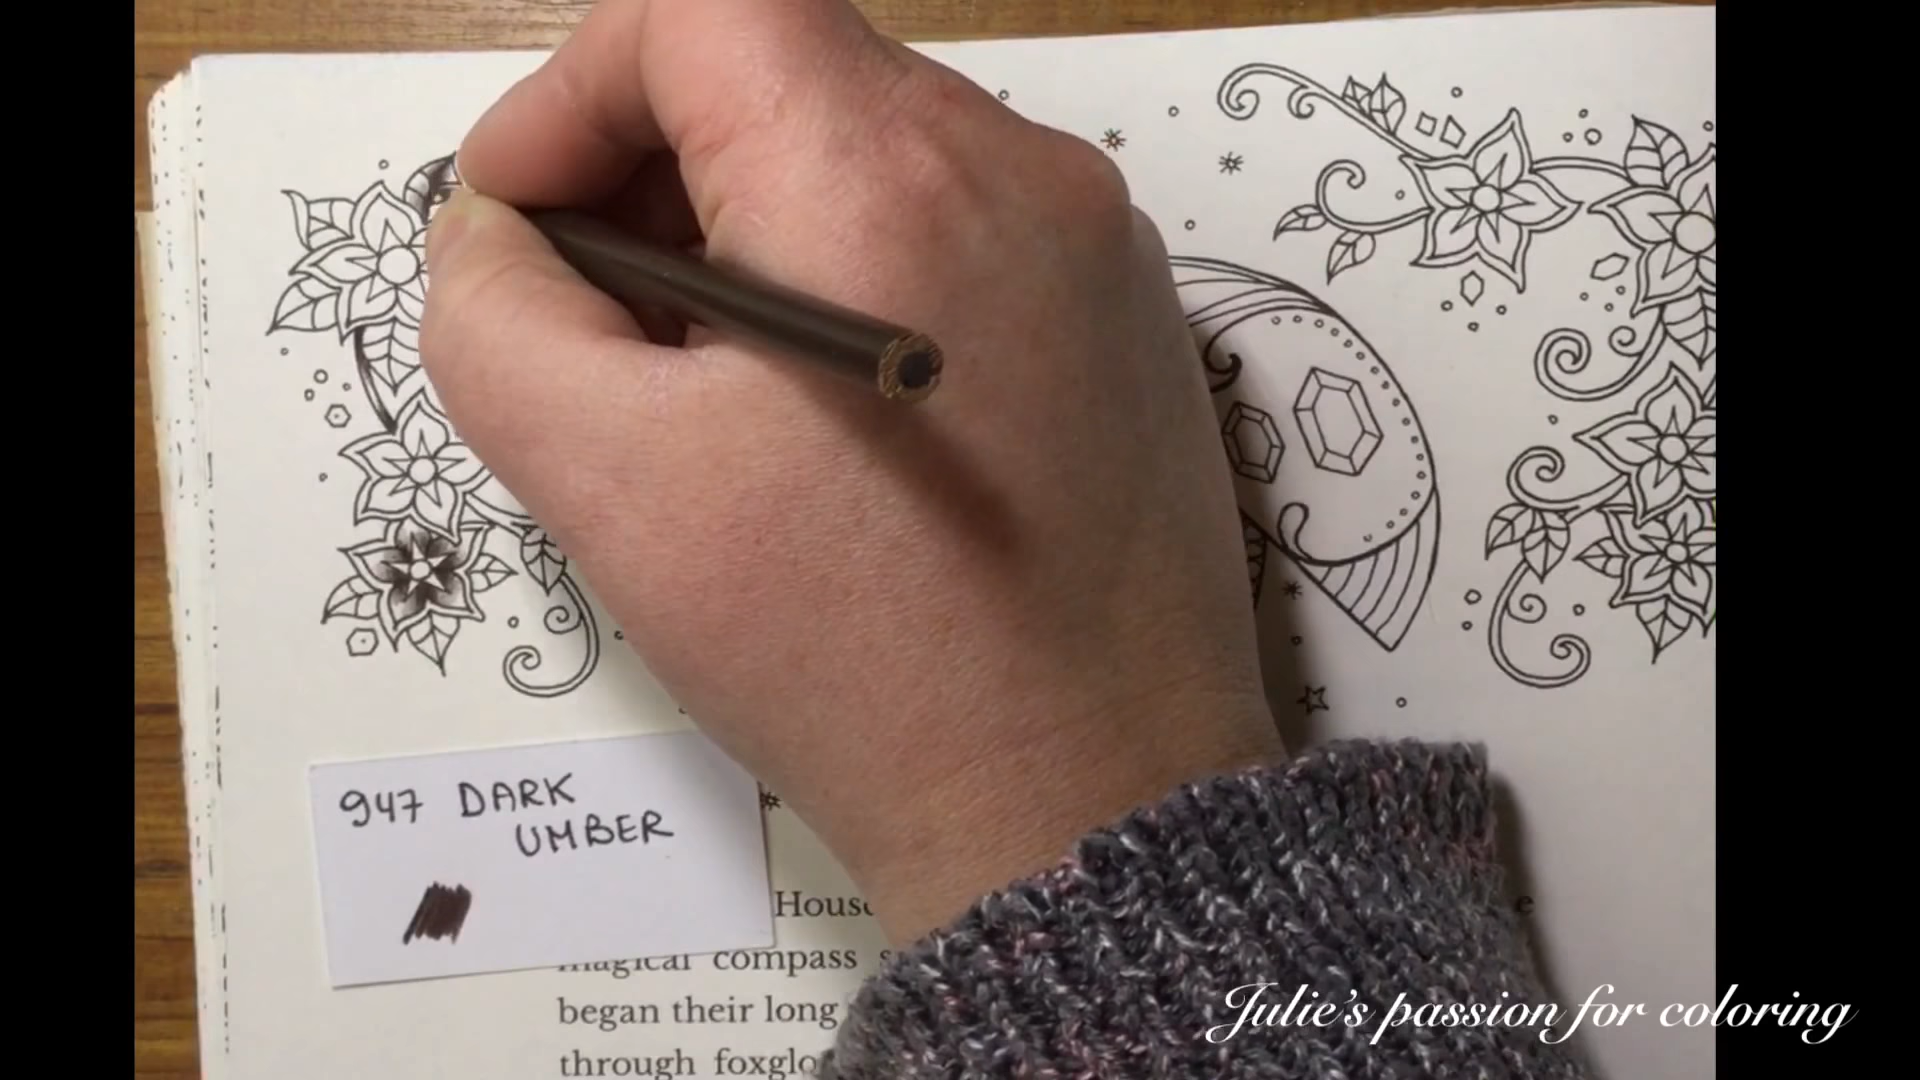 947 DARK
UMBER
House
magical compass
began their long
through foxglo
Julie's passion for coloring